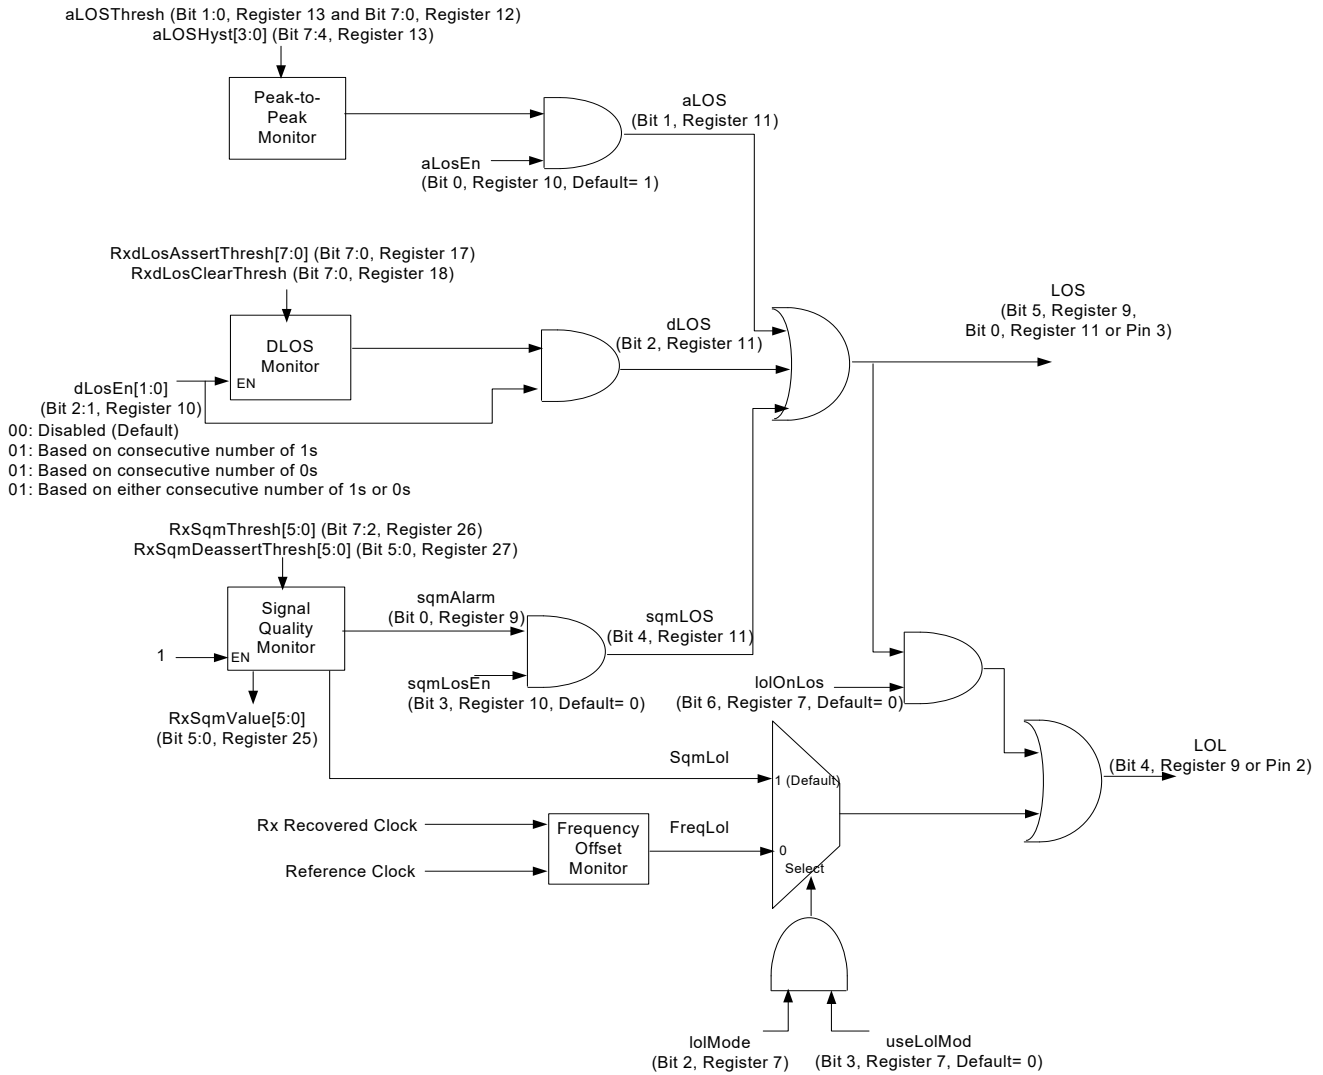 aLOSThresh (Bit 1:0, Register 13 and Bit 7:0, Register 12)
aLOSHyst[3:0] (Bit 7:4, Register 13)
Peak-to-
Peak
Monitor
aLOS
(Bit 1, Register 11)
aLosEn
(Bit 0, Register 10, Default= 1)
RxdLosAssertThresh[7:0] (Bit 7:0, Register 17)
RxdLosClearThresh (Bit 7:0, Register 18)
DLOS
Monitor
EN
dLosEn[1:0]
(Bit 2:1, Register 10)
00: Disabled (Default)
01: Based on consecutive number of 1s
01: Based on consecutive number of 0s
01: Based on either consecutive number of 1s or 0s
dLOS
(Bit 2, Register 11)
LOS
(Bit 5, Register 9,
Bit 0, Register 11 or Pin 3)
RxSqmThresh[5:0] (Bit 7:2, Register 26)
RxSqmDeassertThresh[5:0] (Bit 5:0, Register 27)
Signal
Quality
Monitor
1
EN
RxSqmValue[5:0]
(Bit 5:0, Register 25)
sqmAlarm
(Bit 0, Register 9)
sqmLosEn
(Bit 3, Register 10, Default= 0)
sqmLOS
(Bit 4, Register 11)
lolOnLos
(Bit 6, Register 7, Default= 0)
SqmLol
1 (Default)
Rx Recovered Clock
Reference Clock
Frequency
Offset
Monitor
FreqLol
0
Select
LOL
(Bit 4, Register 9 or Pin 2)
lolMode
(Bit 2, Register 7)
useLolMod
(Bit 3, Register 7, Default= 0)